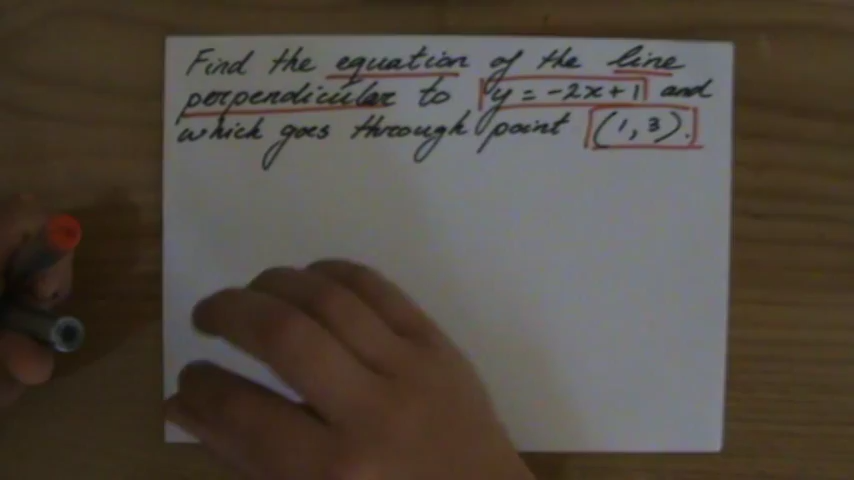 Find the equation of the line
perpendicular to y = -2x+1 and
which goes through point (1, 3).